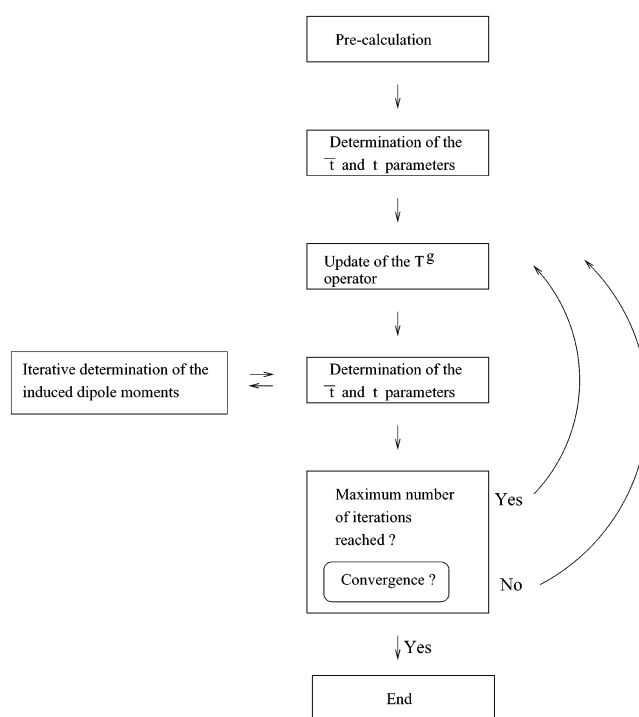 Pre-calculation
Determination of the
t̅ and t parameters
Update of the T^g
operator
Iterative determination of the
induced dipole moments
Determination of the
t̅ and t parameters
Maximum number
of iterations
reached ?
Yes
Convergence ?
No
Yes
End